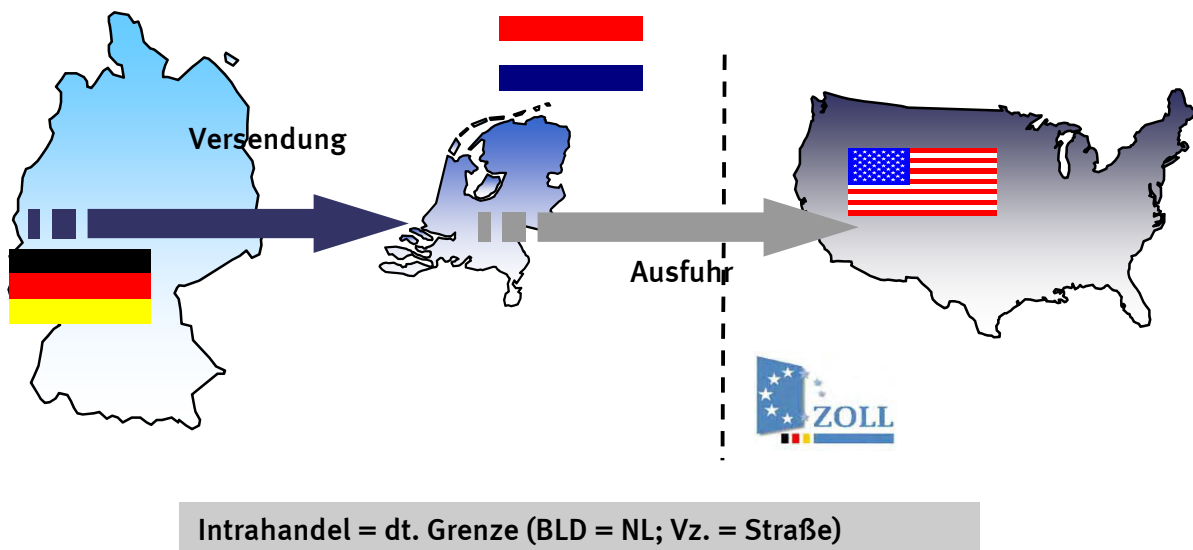 Versendung
Ausfuhr
ZOLL
Intrahandel = dt. Grenze (BLD = NL; Vz. = Straße)